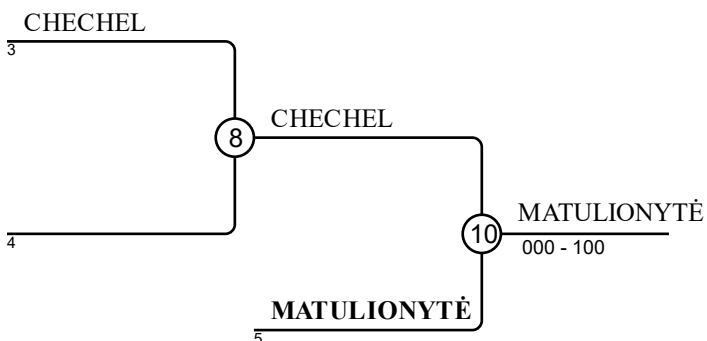 CHECHEL
3
8
CHECHEL
4
10
MATULIONYTĖ
000 - 100
MATULIONYTĖ
5